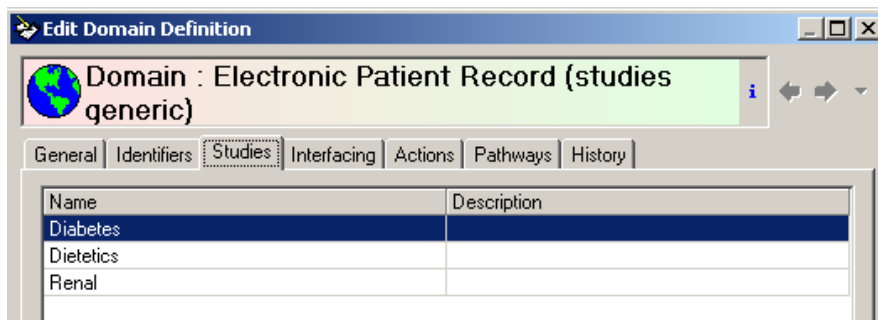 Edit Domain Definition
Domain : Electronic Patient Record (studies
generic)
i
General Identifiers Studies Interfacing Actions Pathways History
Name Description
Diabetes
Dietetics
Renal